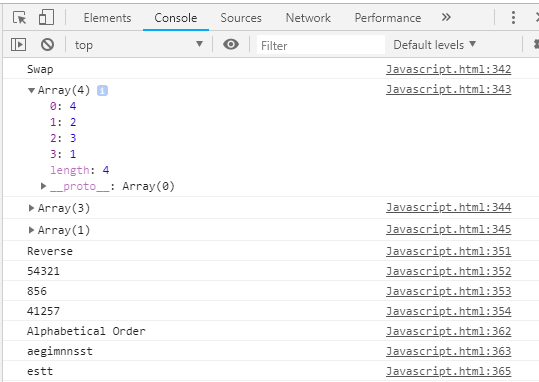 Elements Console Sources Network Performance »
top Filter Default levels
Swap Javascript.html:342
Array(4) i Javascript.html:343
0: 4
1: 2
2: 3
3: 1
length: 4
__proto__: Array(0)
Array(3) Javascript.html:344
Array(1) Javascript.html:345
Reverse Javascript.html:351
54321 Javascript.html:352
856 Javascript.html:353
41257 Javascript.html:354
Alphabetical Order Javascript.html:362
aegimnnsst Javascript.html:363
estt Javascript.html:365